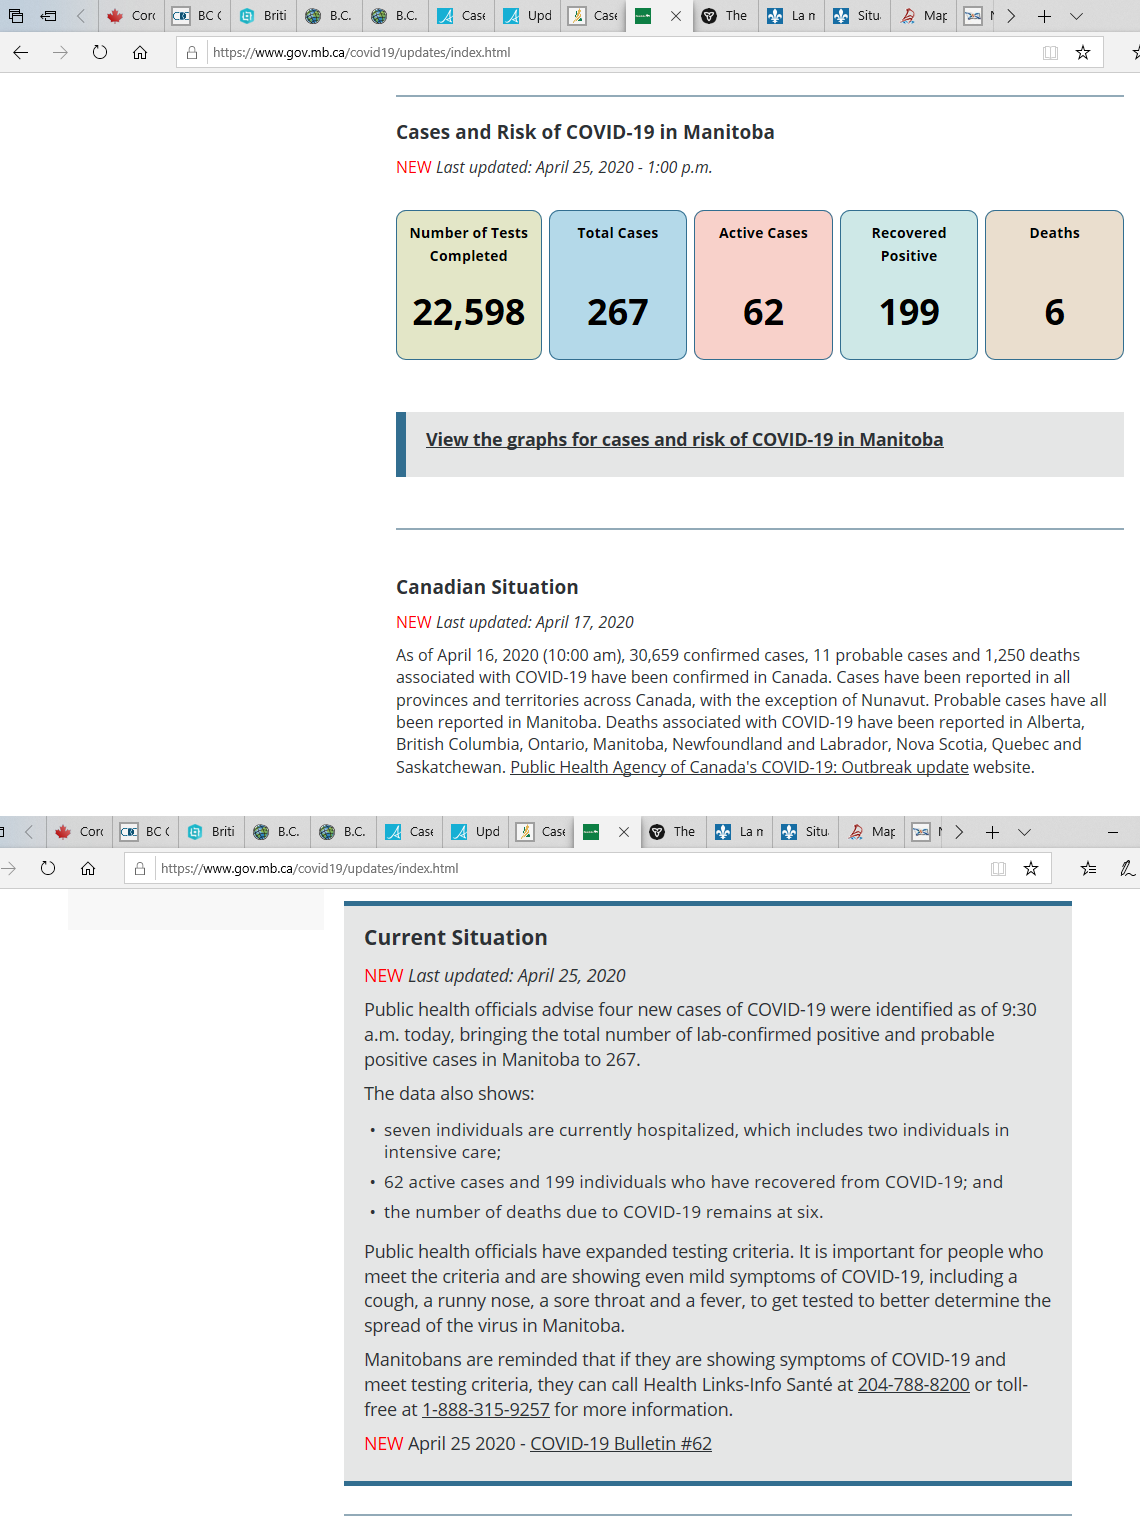 Cord BC C Briti B.C. B.C. Case Upd Case The La m Situ Map
https://www.gov.mb.ca/covid19/updates/index.html
Cases and Risk of COVID-19 in Manitoba
NEW Last updated: April 25, 2020 - 1:00 p.m.
Number of Tests Completed
22,598
Total Cases
267
Active Cases
62
Recovered Positive
199
Deaths
6
View the graphs for cases and risk of COVID-19 in Manitoba
Canadian Situation
NEW Last updated: April 17, 2020
As of April 16, 2020 (10:00 am), 30,659 confirmed cases, 11 probable cases and 1,250 deaths
associated with COVID-19 have been confirmed in Canada. Cases have been reported in all
provinces and territories across Canada, with the exception of Nunavut. Probable cases have all
been reported in Manitoba. Deaths associated with COVID-19 have been reported in Alberta,
British Columbia, Ontario, Manitoba, Newfoundland and Labrador, Nova Scotia, Quebec and
Saskatchewan. Public Health Agency of Canada's COVID-19: Outbreak update website.
BC C Briti B.C. B.C. Case Upd Case The La m Situ Map
https://www.gov.mb.ca/covid19/updates/index.html
Current Situation
NEW Last updated: April 25, 2020
Public health officials advise four new cases of COVID-19 were identified as of 9:30
a.m. today, bringing the total number of lab-confirmed positive and probable
positive cases in Manitoba to 267.
The data also shows:
• seven individuals are currently hospitalized, which includes two individuals in
intensive care;
• 62 active cases and 199 individuals who have recovered from COVID-19; and
• the number of deaths due to COVID-19 remains at six.
Public health officials have expanded testing criteria. It is important for people who
meet the criteria and are showing even mild symptoms of COVID-19, including a
cough, a runny nose, a sore throat and a fever, to get tested to better determine the
spread of the virus in Manitoba.
Manitobans are reminded that if they are showing symptoms of COVID-19 and
meet testing criteria, they can call Health Links-Info Santé at 204-788-8200 or toll-
free at 1-888-315-9257 for more information.
NEW April 25 2020 - COVID-19 Bulletin #62